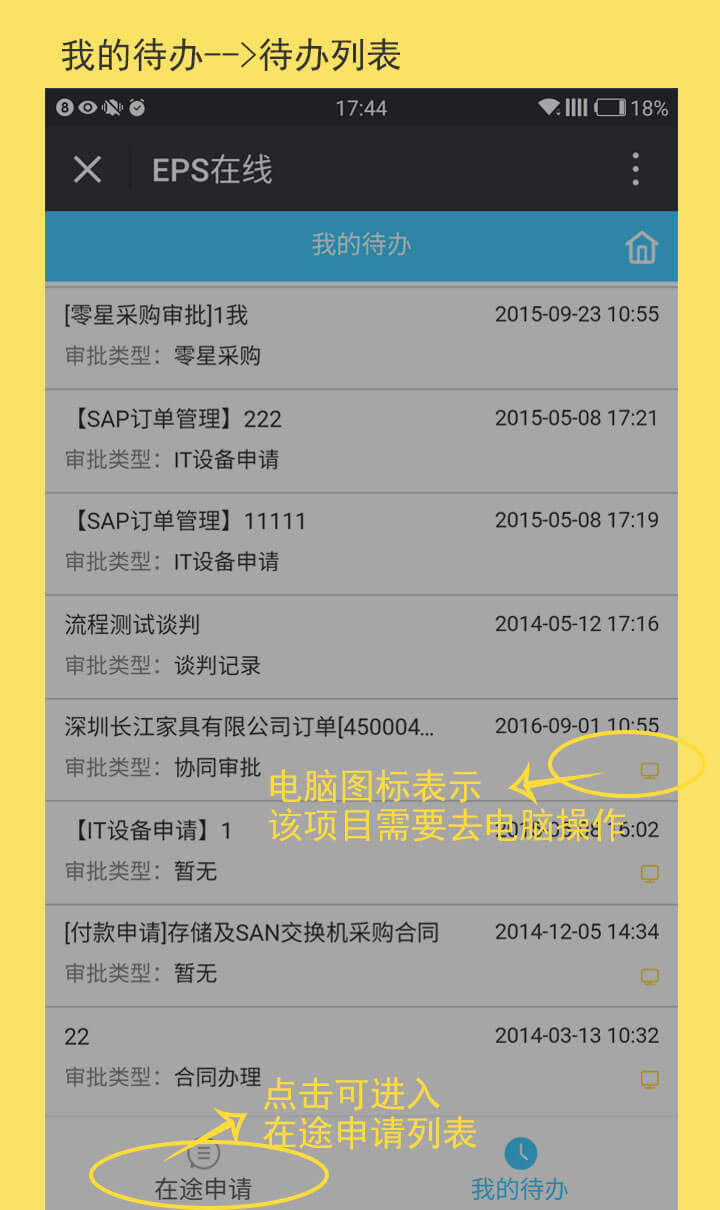 我的待办-->待办列表
8
17:44
18%
EPS在线
我的待办
[零星采购审批]1我
2015-09-23 10:55
审批类型：零星采购
【SAP订单管理】222
2015-05-08 17:21
审批类型：IT设备申请
【SAP订单管理】11111
2015-05-08 17:19
审批类型：IT设备申请
流程测试谈判
2014-05-12 17:16
审批类型：谈判记录
深圳长江家具有限公司订单[450004...
2016-09-01 10:55
审批类型：协同审批
电脑图标表示
该项目需要去电脑操作
【IT设备申请】1
审批类型：暂无
[付款申请]存储及SAN交换机采购合同
2014-12-05 14:34
审批类型：暂无
22
2014-03-13 10:32
审批类型：合同办理
点击可进入
在途申请列表
在途申请
我的待办